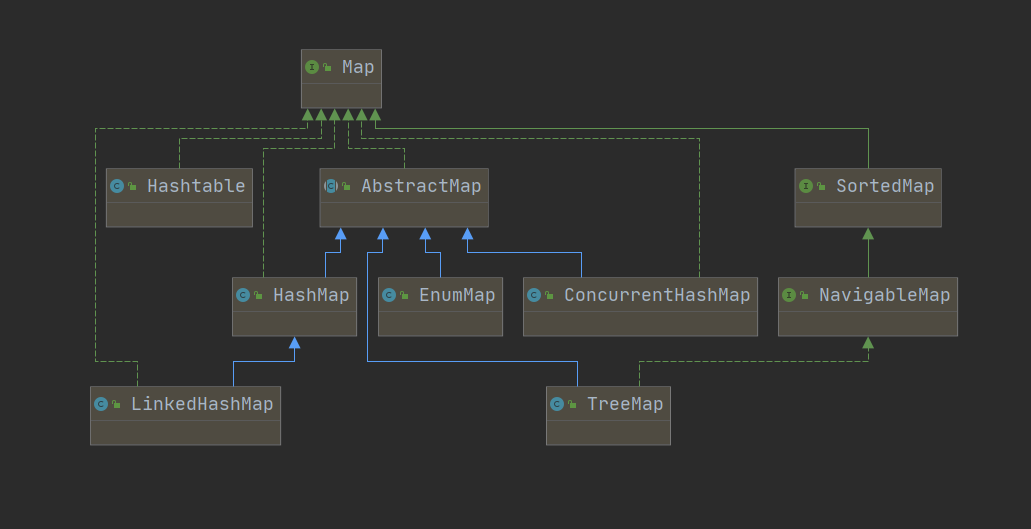 Map
Hashtable
AbstractMap
SortedMap
HashMap
EnumMap
ConcurrentHashMap
NavigableMap
LinkedHashMap
TreeMap